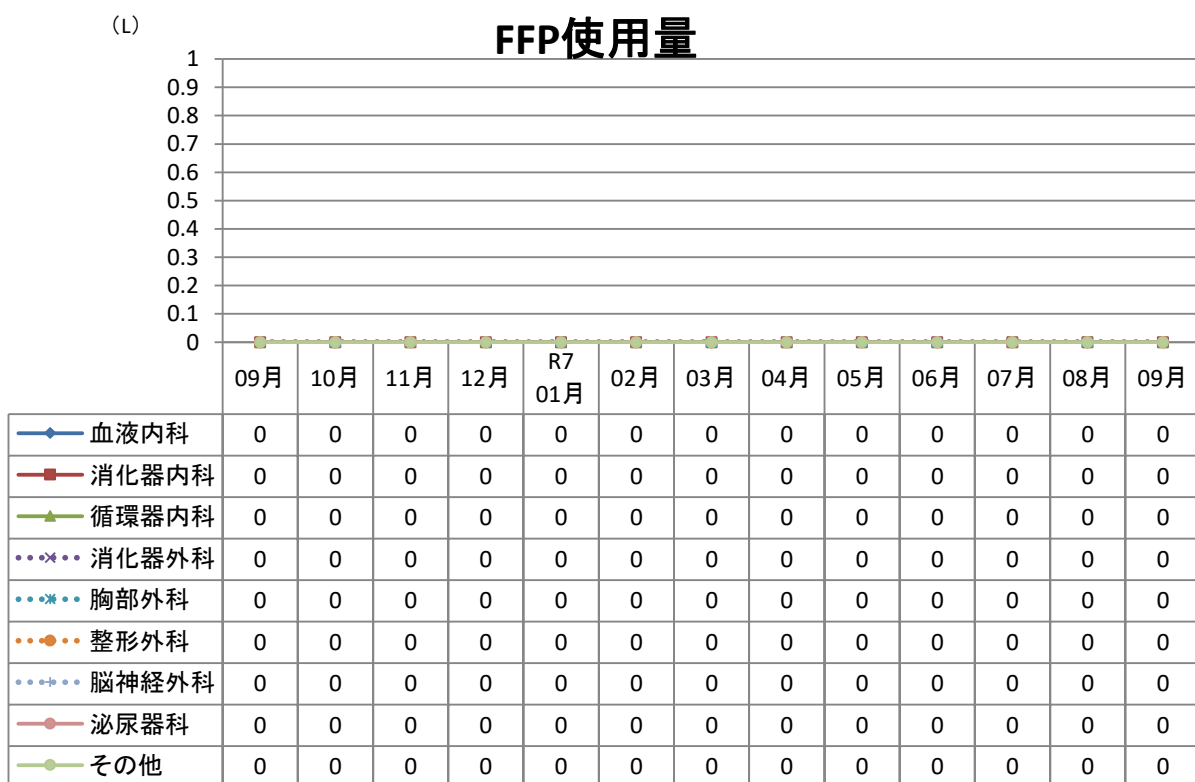 （L）
FFP使用量
1
0.9
0.8
0.7
0.6
0.5
0.4
0.3
0.2
0.1
0
09月 10月 11月 12月 R7 01月 02月 03月 04月 05月 06月 07月 08月 09月
血液内科 0 0 0 0 0 0 0 0 0 0 0 0 0
消化器内科 0 0 0 0 0 0 0 0 0 0 0 0 0
循環器内科 0 0 0 0 0 0 0 0 0 0 0 0 0
消化器外科 0 0 0 0 0 0 0 0 0 0 0 0 0
胸部外科 0 0 0 0 0 0 0 0 0 0 0 0 0
整形外科 0 0 0 0 0 0 0 0 0 0 0 0 0
脳神経外科 0 0 0 0 0 0 0 0 0 0 0 0 0
泌尿器科 0 0 0 0 0 0 0 0 0 0 0 0 0
その他 0 0 0 0 0 0 0 0 0 0 0 0 0